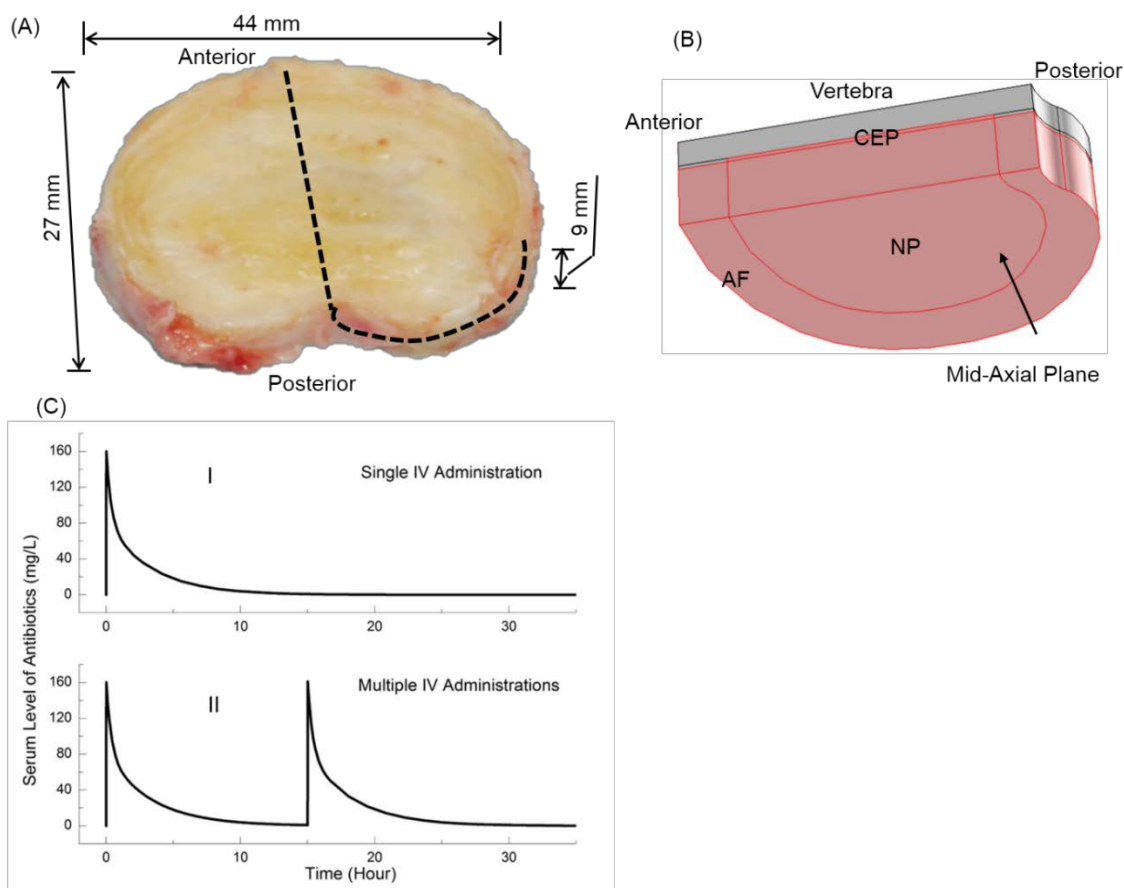 (A)
44 mm
Anterior
27 mm
9 mm
Posterior
(B)
Posterior
Vertebra
Anterior
CEP
NP
AF
Mid-Axial Plane
(C)
Serum Level of Antibiotics (mg/L)
160
120
80
40
0
I
Single IV Administration
0
10
20
30
160
120
80
40
0
II
Multiple IV Administrations
0
10
20
30
Time (Hour)